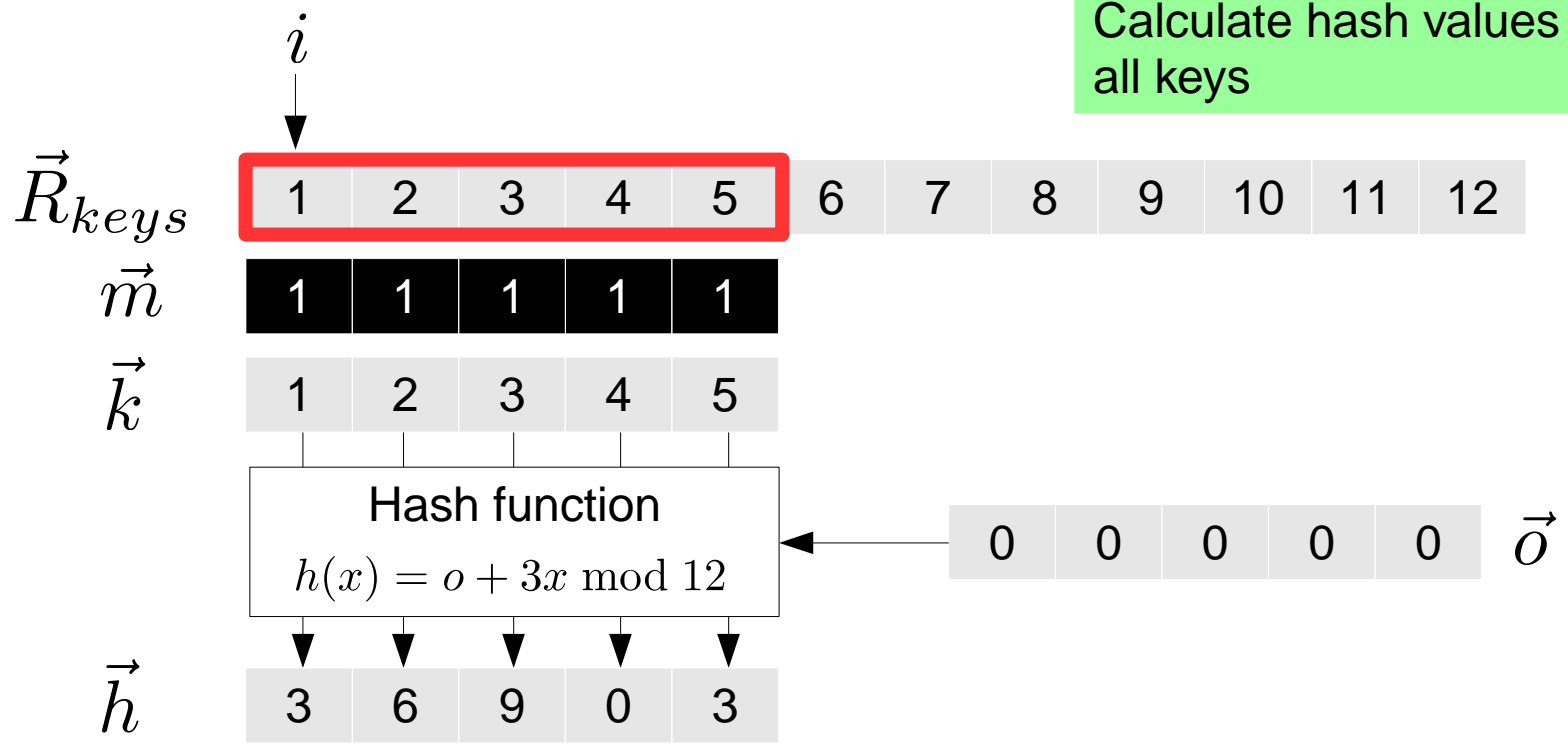 Calculate hash values
all keys
i
R⃗keys 1 2 3 4 5 6 7 8 9 10 11 12
m⃗ 1 1 1 1 1
k⃗ 1 2 3 4 5
Hash function
h(x) = o + 3x mod 12
0 0 0 0 0 o⃗
h⃗ 3 6 9 0 3